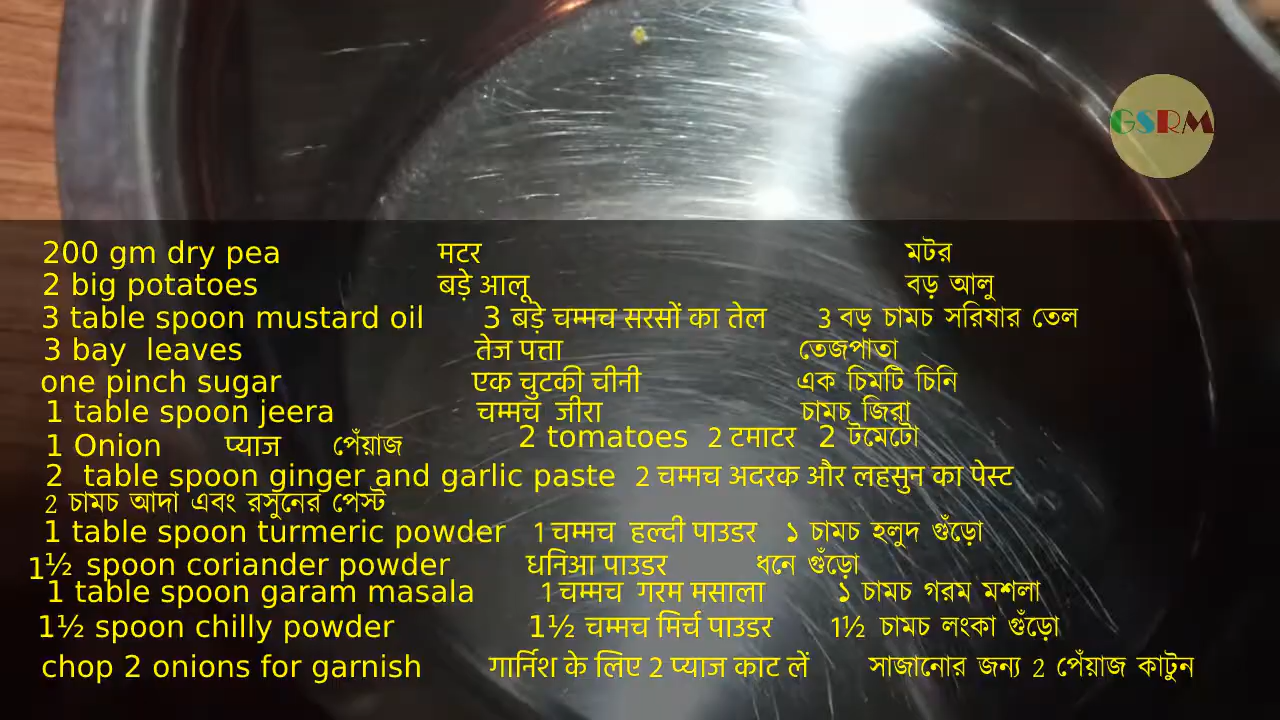 GSRM
200 gm dry pea मटर মটর
2 big potatoes बड़े आलू বড় আলু
3 table spoon mustard oil 3 बड़े चम्मच सरसों का तेल 3 বড় চামচ সরিষার তেল
3 bay leaves तेज पत्ता তেজপাতা
one pinch sugar एक चुटकी चीनी এক চিমটি চিনি
1 table spoon jeera चम्मच जीरा চামচ জিরা
1 Onion प्याज পেঁয়াজ 2 tomatoes 2 टमाटर 2 টমেটো
2 table spoon ginger and garlic paste 2 चम्मच अदरक और लहसुन का पेस्ट
2 চামচ আদা এবং রসুনের পেস্ট
1 table spoon turmeric powder 1 चम्मच हल्दी पाउडर ১ চামচ হলুদ গুঁড়ো
1½ spoon coriander powder धनिआ पाउडर ধনে গুঁড়ো
1 table spoon garam masala 1 चम्मच गरम मसाला ১ চামচ গরম মশলা
1½ spoon chilly powder 1½ चम्मच मिर्च पाउडर 1½ চামচ লংকা গুঁড়ো
chop 2 onions for garnish गार्निश के लिए 2 प्याज काट लें সাজানোর জন্য 2 পেঁয়াজ কাটুন